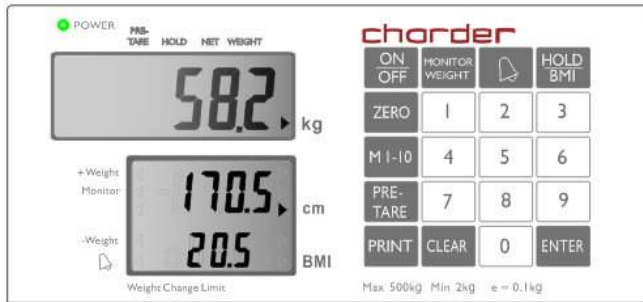 POWER
PRE-TARE HOLD NET WEIGHT
58.2 kg
+Weight
Monitor
170.5 cm
-Weight
20.5 BMI
Weight Change Limit
charder
ON/OFF MONITOR WEIGHT HOLD/BMI
ZERO 1 2 3
M 1-10 4 5 6
PRE-TARE 7 8 9
PRINT CLEAR 0 ENTER
Max 500kg Min 2kg e = 0.1kg